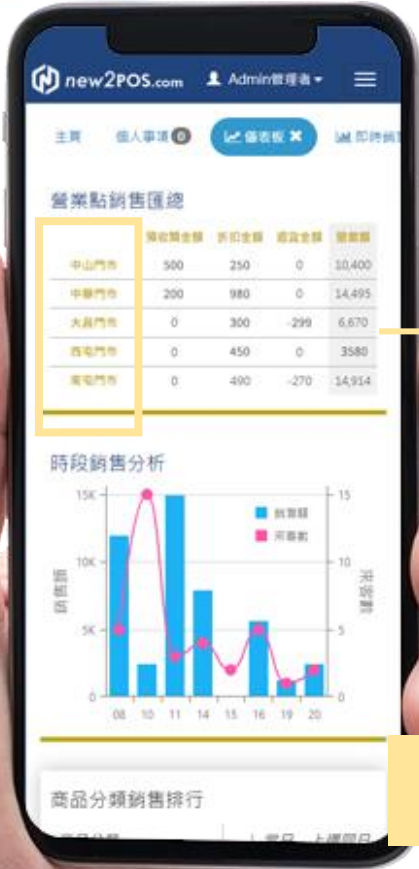 new2POS.com Admin管理者
主頁 個人事項 0 儀表板 ✖ 即時銷
營業點銷售匯總
預收類金額 折扣金額 退貨金額 營業額
中山門市 500 250 0 10,400
中華門市 200 980 0 14,495
大昌門市 0 300 -299 6,670
西屯門市 0 450 0 3580
南屯門市 0 490 -270 14,914
時段銷售分析
15K 15
銷售額
來客數
10K 10
銷售額 來客數
5K 5
0 0
08 10 11 14 15 16 19 20
商品分類銷售排行